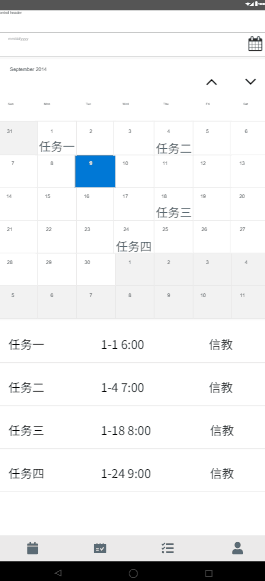 September 2014
Sun Mon Tue Wed Thu Fri Sat
31 1 2 3 4 5 6
任务一 任务二
7 8 9 10 11 12 13
14 15 16 17 18 19 20
任务三
21 22 23 24 25 26 27
任务四
28 29 30 1 2 3 4
5 6 7 8 9 10 11
任务一 1-1 6:00 信教
任务二 1-4 7:00 信教
任务三 1-18 8:00 信教
任务四 1-24 9:00 信教